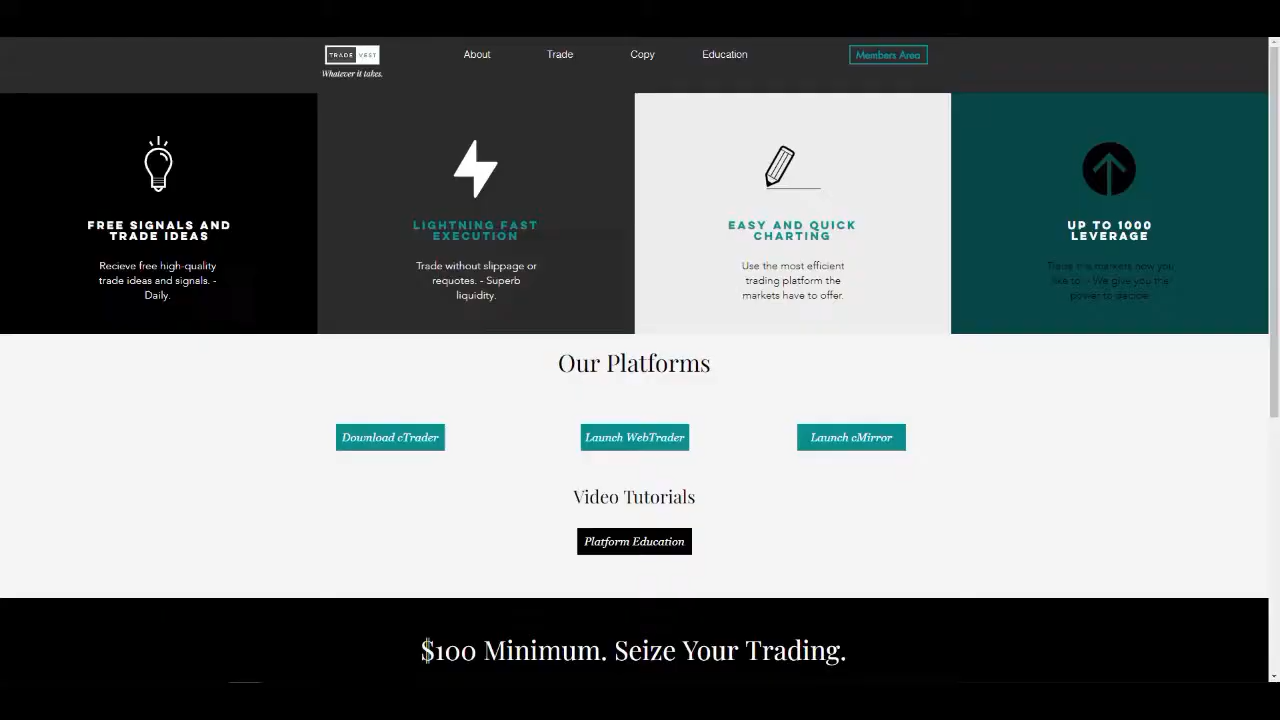 TRADE VEST
Whatever it takes.
About
Trade
Copy
Education
Members Area
FREE SIGNALS AND
TRADE IDEAS
Recieve free high-quality
trade ideas and signals. -
Daily.
LIGHTNING FAST
EXECUTION
Trade without slippage or
requotes. - Superb
liquidity.
EASY AND QUICK
CHARTING
Use the most efficient
trading platform the
markets have to offer.
UP TO 1000
LEVERAGE
Trade the markets how you
like to. - We give you the
power to decide.
Our Platforms
Download cTrader
Launch WebTrader
Launch cMirror
Video Tutorials
Platform Education
$100 Minimum. Seize Your Trading.